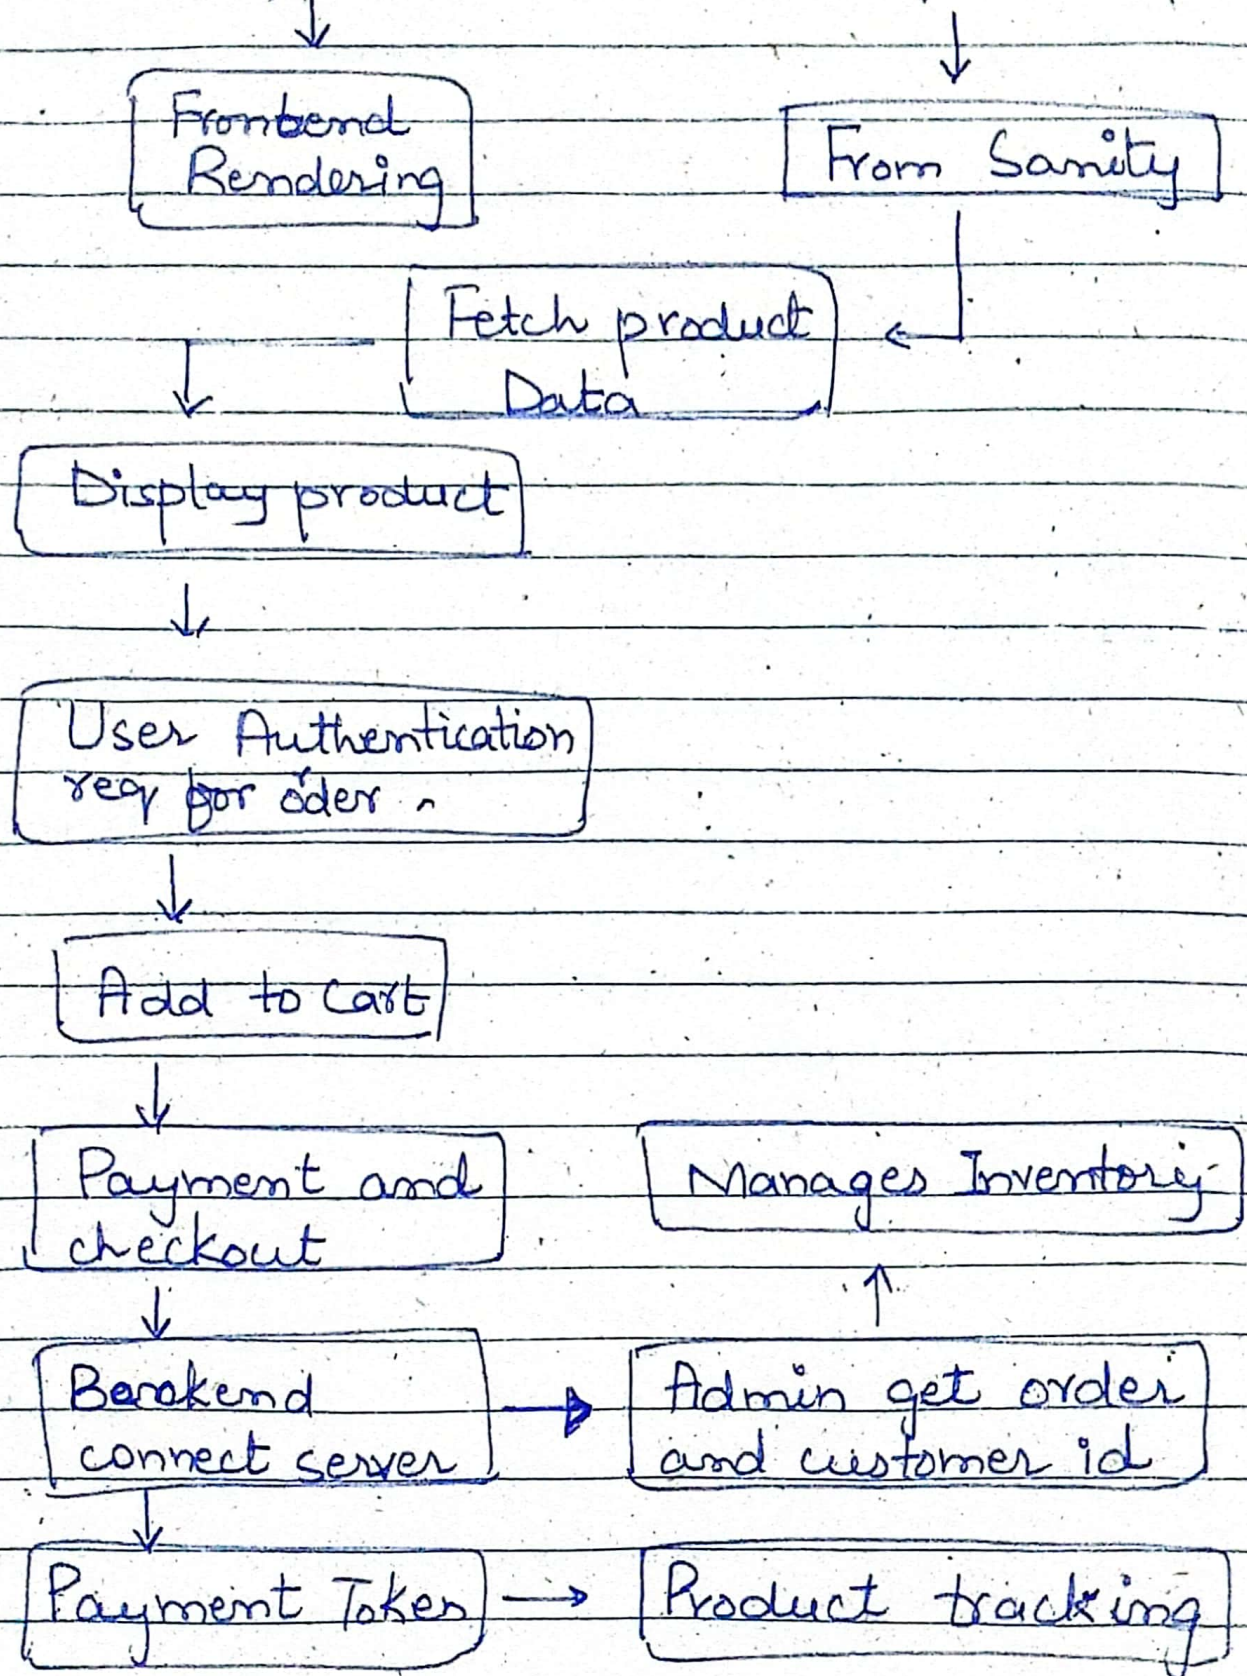 Frontend
Rendering
From Sanity
Fetch product
Data
Display product
User Authentication
req for oder
Add to Cart
Payment and
checkout
Manages Inventory
Backend
connect server
Admin get order
and customer id
Payment Token
Product tracking